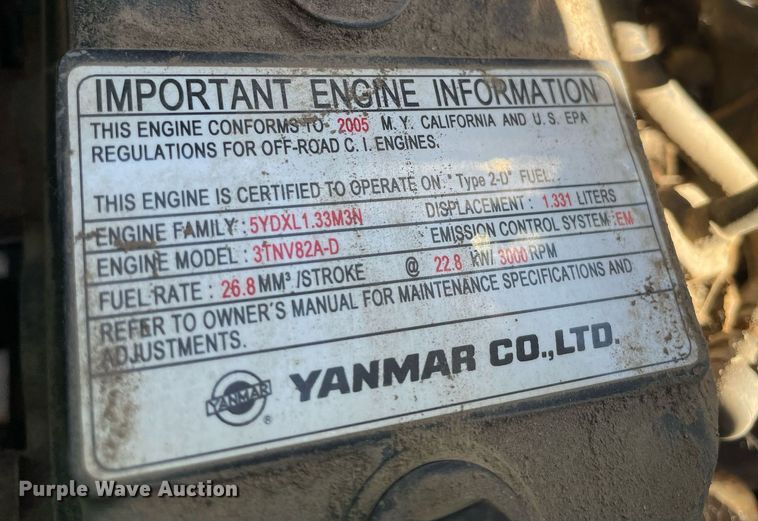 IMPORTANT ENGINE INFORMATION
THIS ENGINE CONFORMS TO 2005 M.Y. CALIFORNIA AND U.S. EPA
REGULATIONS FOR OFF-ROAD C.I. ENGINES.
THIS ENGINE IS CERTIFIED TO OPERATE ON "Type 2-D" FUEL.
ENGINE FAMILY : 5YDXL1.33M3N DISPLACEMENT : 1.331 LITERS
ENGINE MODEL : 3TNV82A-D EMISSION CONTROL SYSTEM : EM
FUEL RATE : 26.8 MM³ /STROKE @ 22.8 kW/ 3000 RPM
REFER TO OWNER'S MANUAL FOR MAINTENANCE SPECIFICATIONS AND
ADJUSTMENTS.
YANMAR ® YANMAR CO.,LTD.
Purple Wave Auction